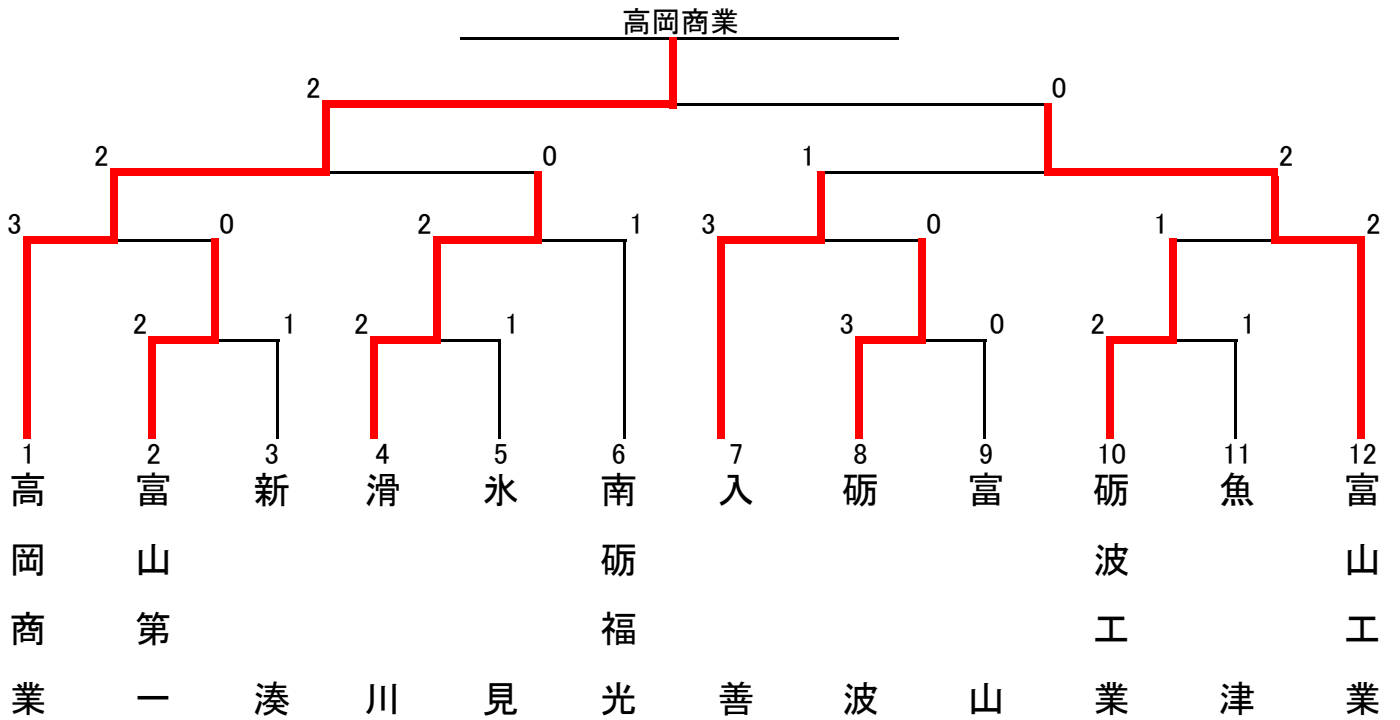 高岡商業
2 0
2 0 1 2
3 0 2 1 3 0 1 2
2 1 2 1 3 0 2 1
1 2 3 4 5 6 7 8 9 10 11 12
高岡商業
富山第一
新湊
滑川
氷見
南砺福光
入善
砺波
富山
砺波工業
魚津
富山工業